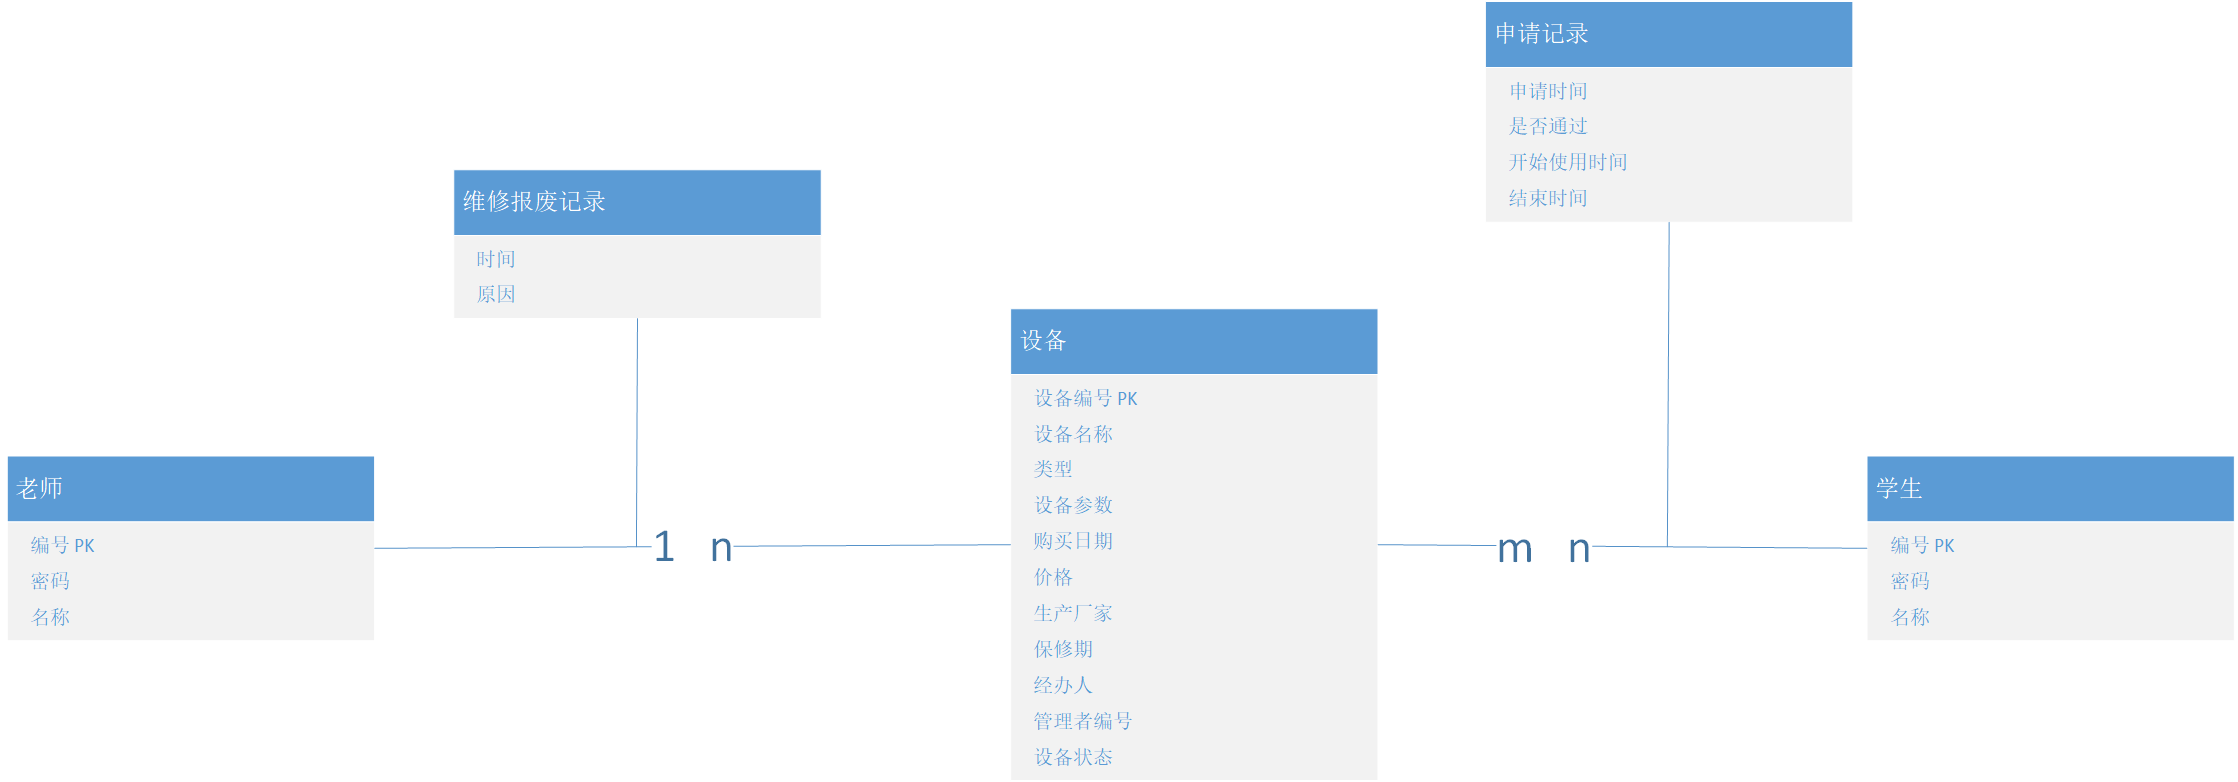 申请记录
申请时间
是否通过
开始使用时间
结束时间
维修报废记录
时间
原因
设备
设备编号 PK
设备名称
类型
设备参数
购买日期
价格
生产厂家
保修期
经办人
管理者编号
设备状态
老师
编号 PK
密码
名称
1 n
m n
学生
编号 PK
密码
名称